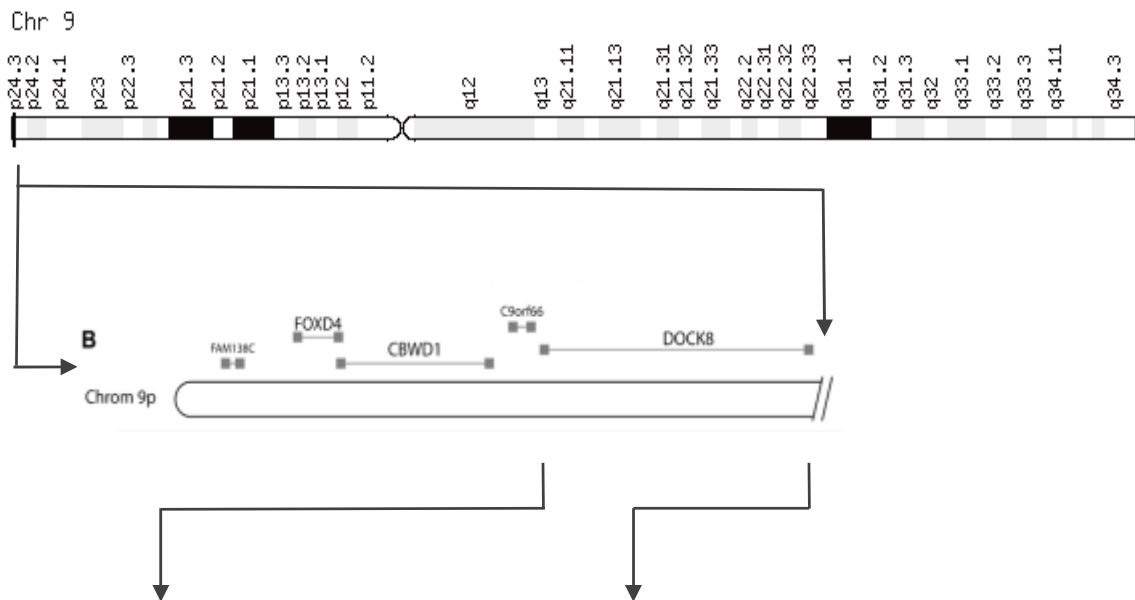 Chr 9
p24.3 p24.2 p24.1 p23 p22.3 p21.3 p21.2 p21.1 p13.3 p13.2 p13.1 p12 p11.2 q12 q13 q21.11 q21.13 q21.31 q21.32 q21.33 q22.2 q22.31 q22.32 q22.33 q31.1 q31.2 q31.3 q32 q33.1 q33.2 q33.3 q34.11 q34.3
C9orf66
FOXD4
B
DOCK8
FAM138C
CBWD1
Chrom 9p